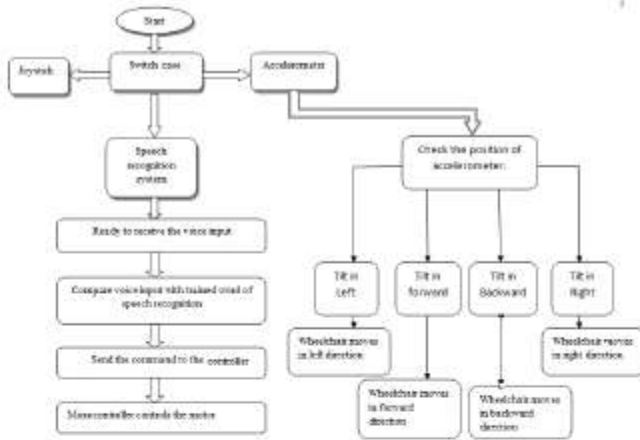 Start
Joystick
Switch case
Accelerometer
Speech
recognition
system
Check the position of
accelerometer.
Ready to receive the voice input
Compare voice input with trained word of
speech recognition
Send the command to the controller
controls the motor
Tilt in
Left
Tilt in
forward
Tilt in
Backward
Tilt in
Right
Wheelchair moves
in left direction
Wheelchair moves
in forward
direction
Wheelchair moves
in backward
direction
Wheelchair moves
in right direction.